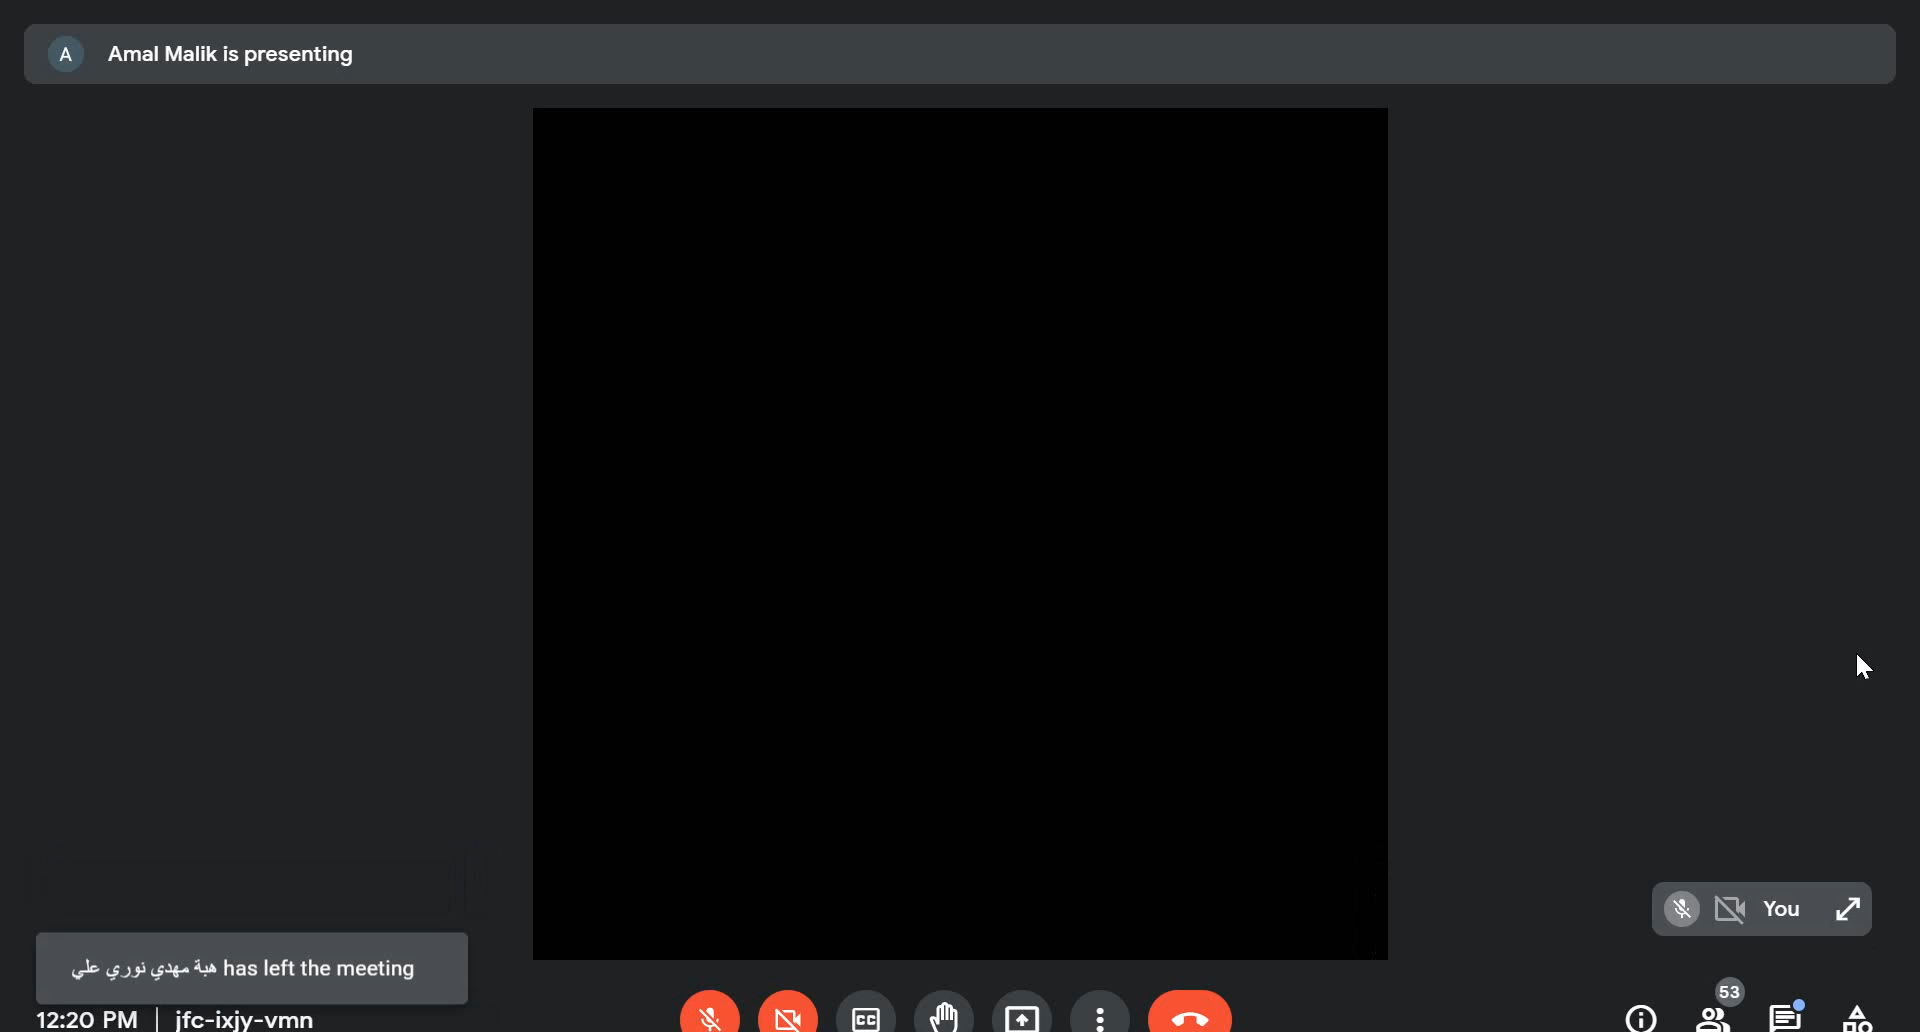 A
Amal Malik is presenting
You
هبة مهدي نوري علي has left the meeting
53
12:20 PM | jfc-ixjy-vmn
CC